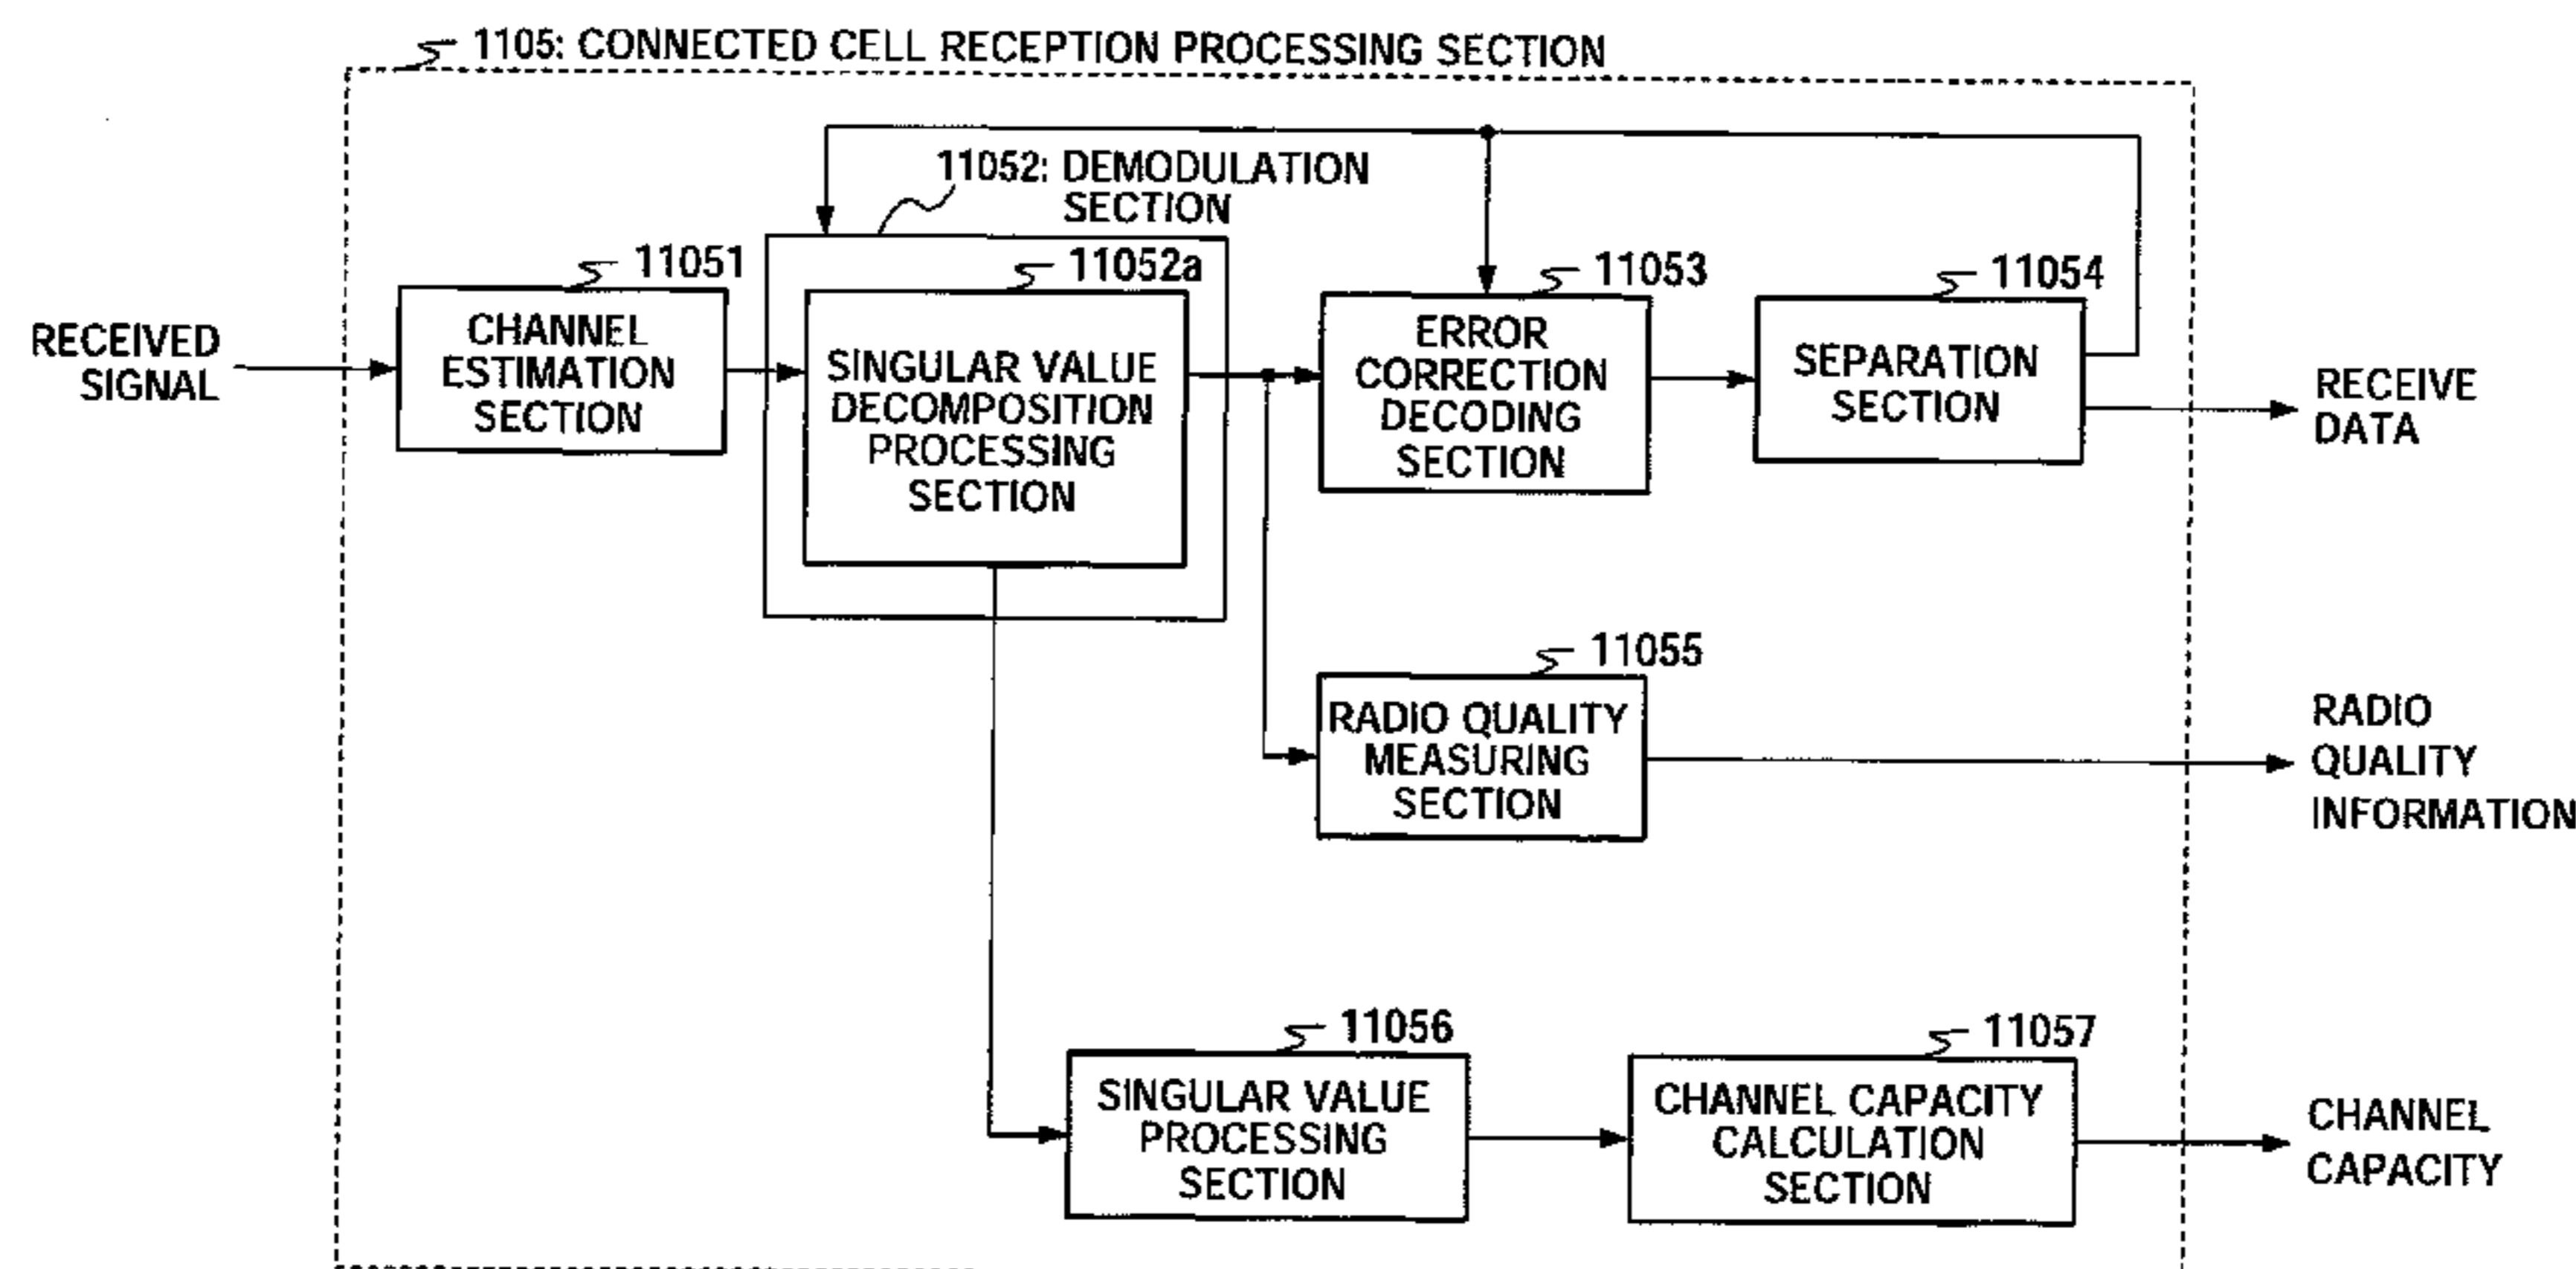 1105: CONNECTED CELL RECEPTION PROCESSING SECTION
11052: DEMODULATION
SECTION
11051
11052a
11053
11054
RECEIVED
SIGNAL
CHANNEL
ESTIMATION
SECTION
SINGULAR VALUE
DECOMPOSITION
PROCESSING
SECTION
ERROR
CORRECTION
DECODING
SECTION
SEPARATION
SECTION
RECEIVE
DATA
11055
RADIO QUALITY
MEASURING
SECTION
RADIO
QUALITY
INFORMATION
11056
SINGULAR VALUE
PROCESSING
SECTION
11057
CHANNEL CAPACITY
CALCULATION
SECTION
CHANNEL
CAPACITY